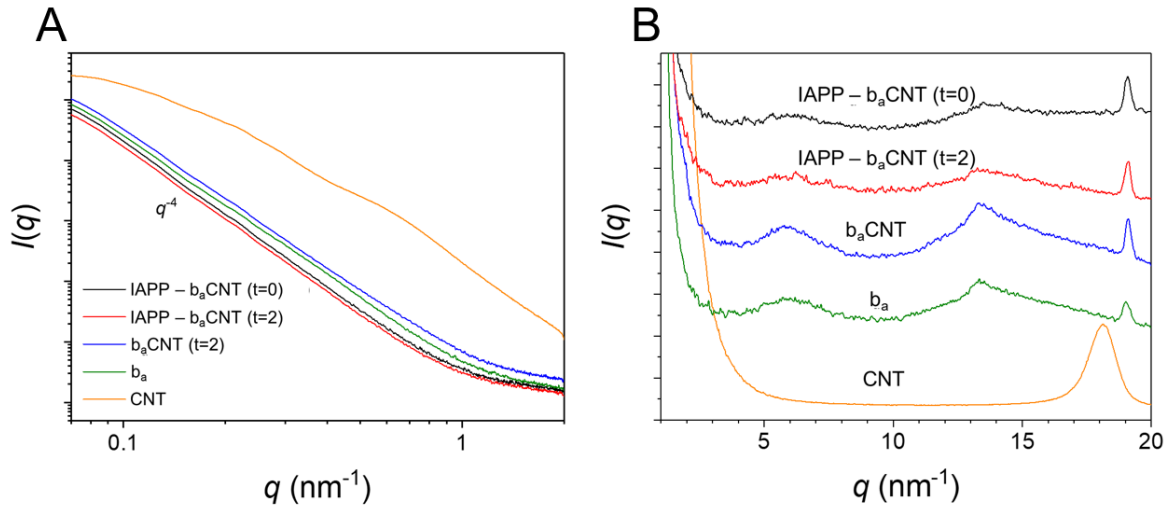 A
I(q)
q-4
IAPP – baCNT (t=0)
IAPP – baCNT (t=2)
baCNT (t=2)
ba
CNT
0.1
1
q (nm-1)
B
I(q)
IAPP – baCNT (t=0)
IAPP – baCNT (t=2)
baCNT
ba
CNT
5
10
15
20
q (nm-1)